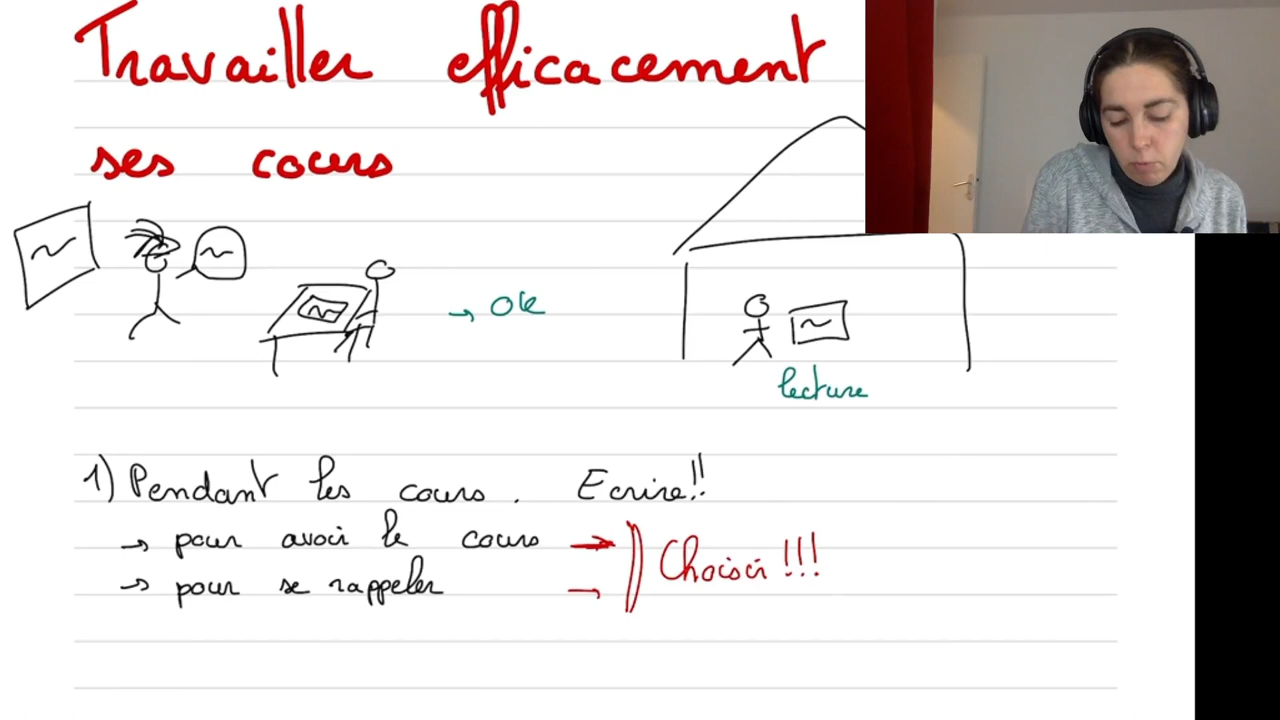 Travailler efficacement
ses cours
→ Ok
lecture
1) Pendant les cours. Ecrire!!
→ pour avoir le cours →
→ pour se rappeler →
Choisir !!!